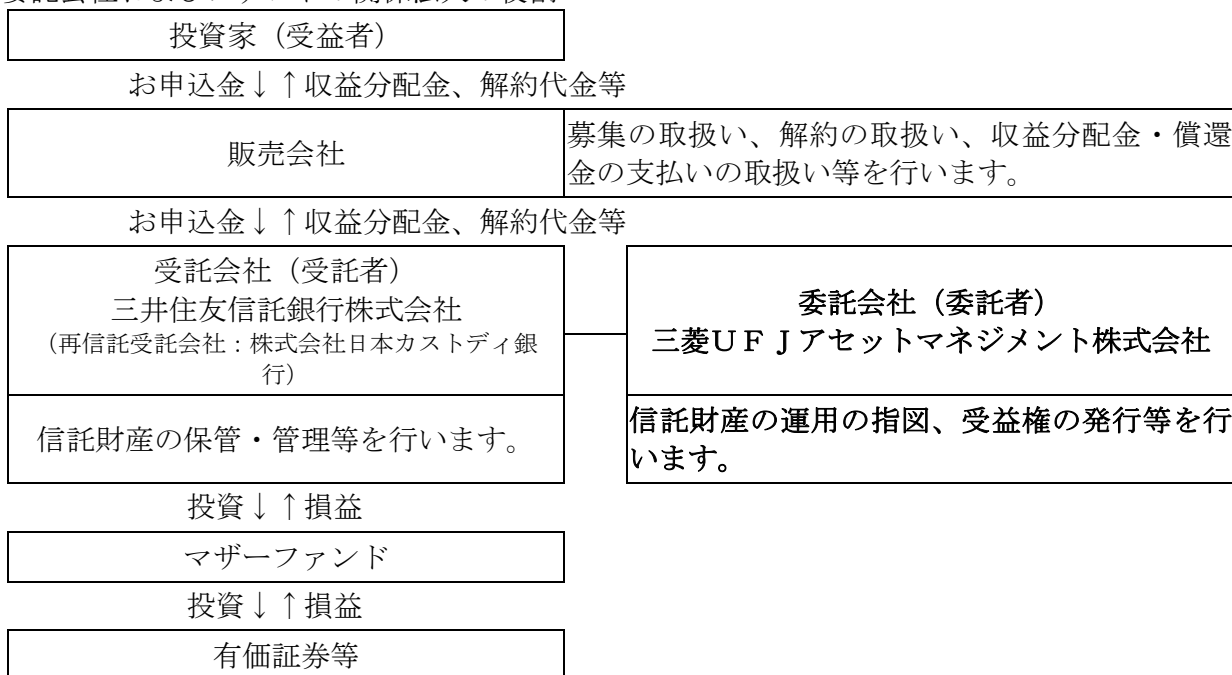 投資家（受益者）
お申込金↓↑収益分配金、解約代金等
販売会社
募集の取扱い、解約の取扱い、収益分配金・償還
金の支払いの取扱い等を行います。
お申込金↓↑収益分配金、解約代金等
受託会社（受託者）
三井住友信託銀行株式会社
（再信託受託会社：株式会社日本カストディ銀
行）
委託会社（委託者）
三菱ＵＦＪアセットマネジメント株式会社
信託財産の保管・管理等を行います。
信託財産の運用の指図、受益権の発行等を行
います。
投資↓↑損益
マザーファンド
投資↓↑損益
有価証券等